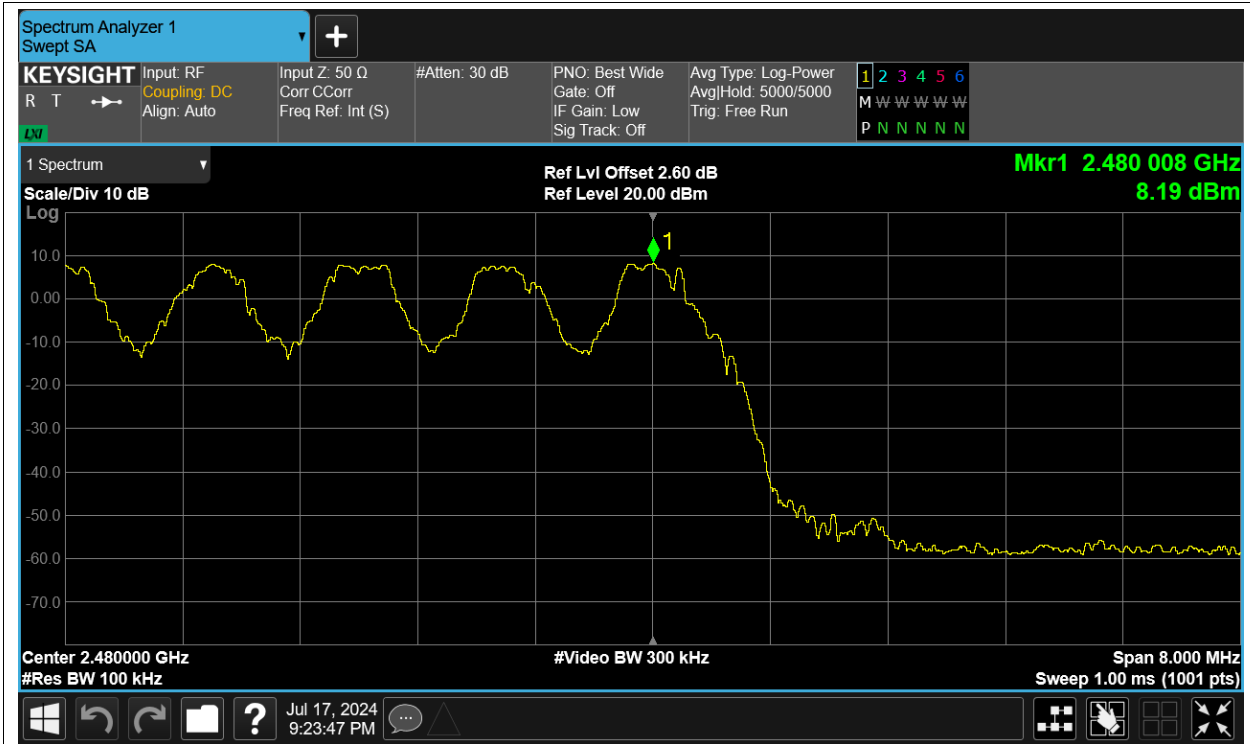 Spectrum Analyzer 1
Swept SA
KEYSIGHT
R T
LXI
Input: RF
Coupling: DC
Align: Auto
Input Z: 50 Ω
Corr CCorr
Freq Ref: Int (S)
#Atten: 30 dB
PNO: Best Wide
Gate: Off
IF Gain: Low
Sig Track: Off
Avg Type: Log-Power
Avg|Hold: 5000/5000
Trig: Free Run
1 2 3 4 5 6
M W W W W W
P N N N N N
1 Spectrum
Scale/Div 10 dB
Log
Ref Lvl Offset 2.60 dB
Ref Level 20.00 dBm
Mkr1 2.480 008 GHz
8.19 dBm
1
10.0
0.00
-10.0
-20.0
-30.0
-40.0
-50.0
-60.0
-70.0
Center 2.480000 GHz
#Res BW 100 kHz
#Video BW 300 kHz
Span 8.000 MHz
Sweep 1.00 ms (1001 pts)
?
Jul 17, 2024
9:23:47 PM